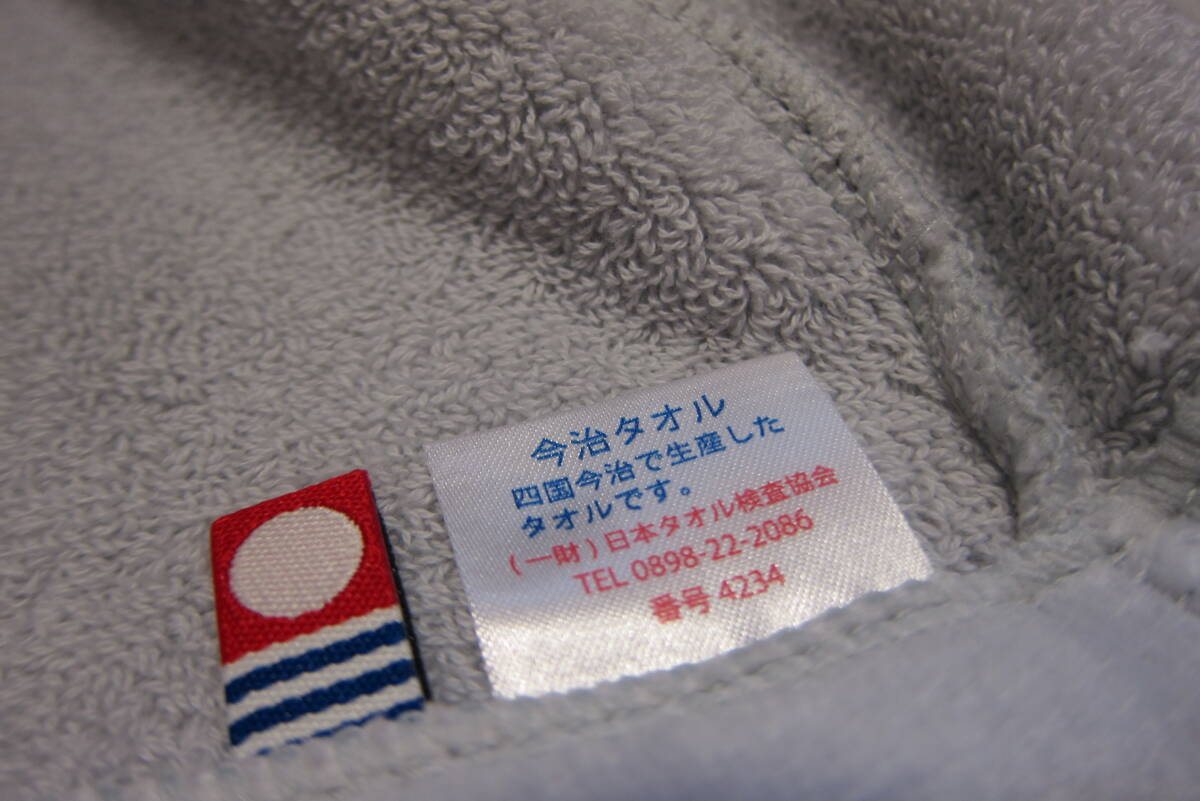 今治タオル
四国今治で生産した
タオルです。
(一財)日本タオル検査協会
TEL 0898-22-2086
番号 4234